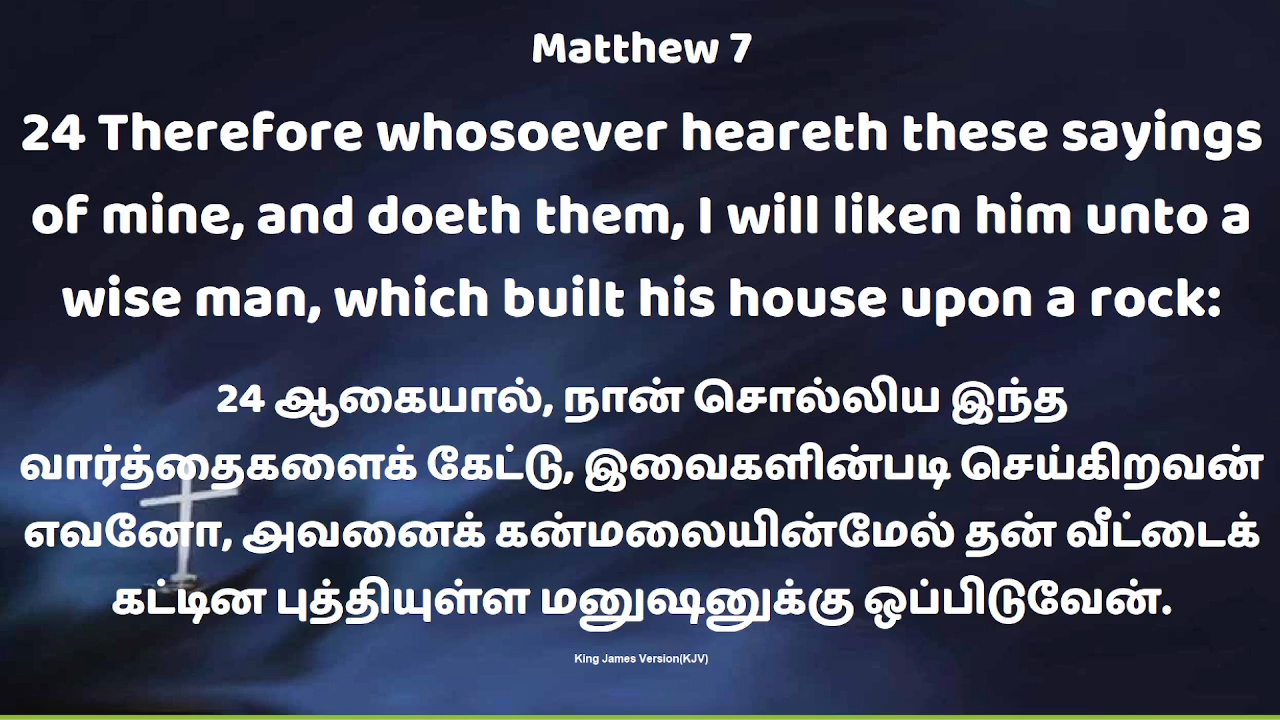 Matthew 7
24 Therefore whosoever heareth these sayings
of mine, and doeth them, I will liken him unto a
wise man, which built his house upon a rock:
24 ஆகையால், நான் சொல்லிய இந்த
வார்த்தைகளைக் கேட்டு, இவைகளின்படி செய்கிறவன்
எவனோ, அவனைக் கன்மலையின்மேல் தன் வீட்டைக்
கட்டின புத்தியுள்ள மனுஷனுக்கு ஒப்பிடுவேன்.
King James Version(KJV)